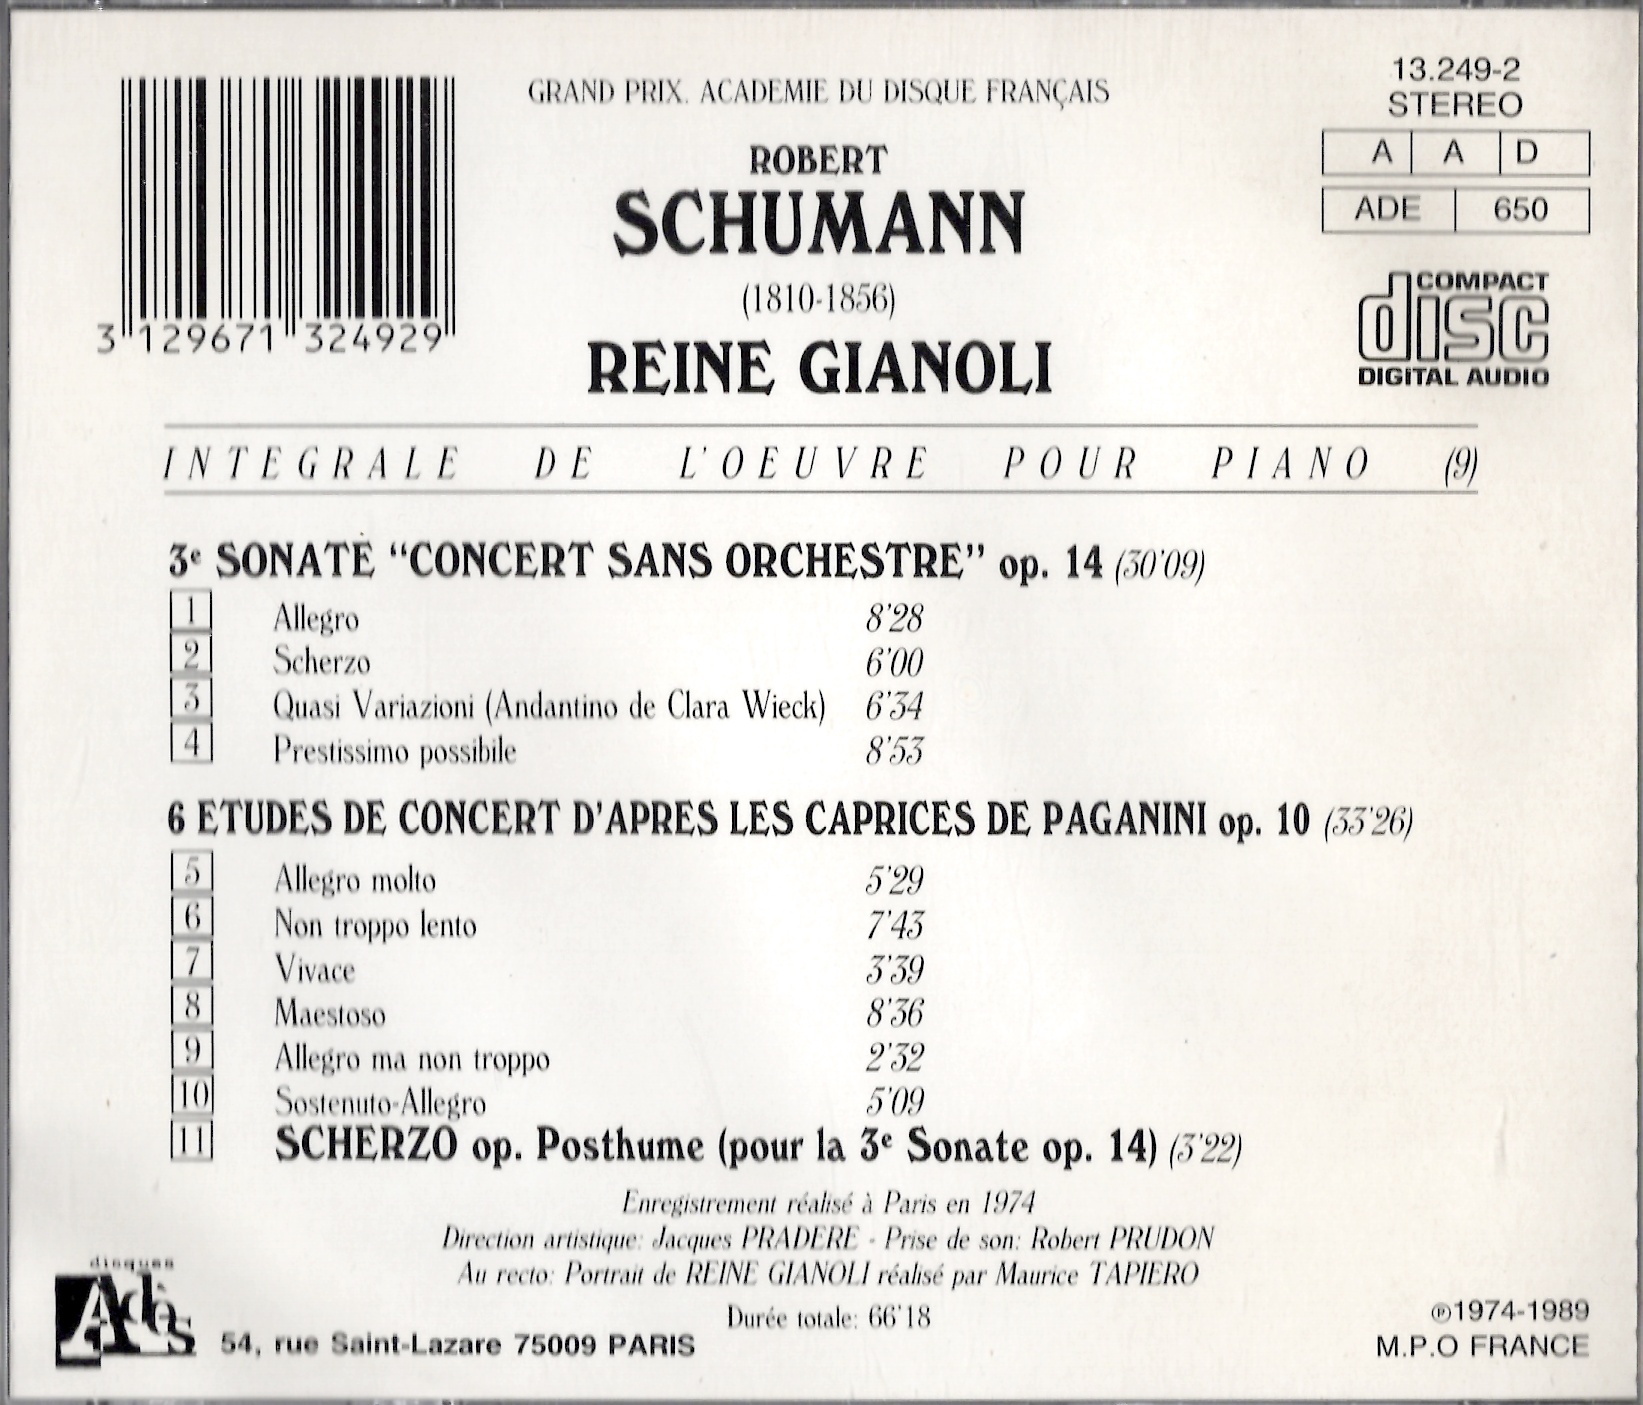 GRAND PRIX. ACADEMIE DU DISQUE FRANÇAIS
13.249-2
STEREO
A A D
ADE 650
ROBERT
SCHUMANN
(1810-1856)
REINE GIANOLI
3 129671 324929
COMPACT
disc
DIGITAL AUDIO
INTEGRALE DE L'OEUVRE POUR PIANO (9)
3e SONATE “CONCERT SANS ORCHESTRE” op. 14 (30'09)
1 Allegro 8'28
2 Scherzo 6'00
3 Quasi Variazioni (Andantino de Clara Wieck) 6'34
4 Prestissimo possibile 8'53
6 ETUDES DE CONCERT D'APRES LES CAPRICES DE PAGANINI op. 10 (33'26)
5 Allegro molto 5'29
6 Non troppo lento 7'43
7 Vivace 3'39
8 Maestoso 8'36
9 Allegro ma non troppo 2'32
10 Sostenuto-Allegro 5'09
11 SCHERZO op. Posthume (pour la 3e Sonate op. 14) (3'22)
Enregistrement réalisé à Paris en 1974
Direction artistique: Jacques PRADERE - Prise de son: Robert PRUDON
Au recto: Portrait de REINE GIANOLI réalisé par Maurice TAPIERO
Durée totale: 66'18
disques
Adès
54, rue Saint-Lazare 75009 PARIS
℗1974-1989
M.P.O FRANCE